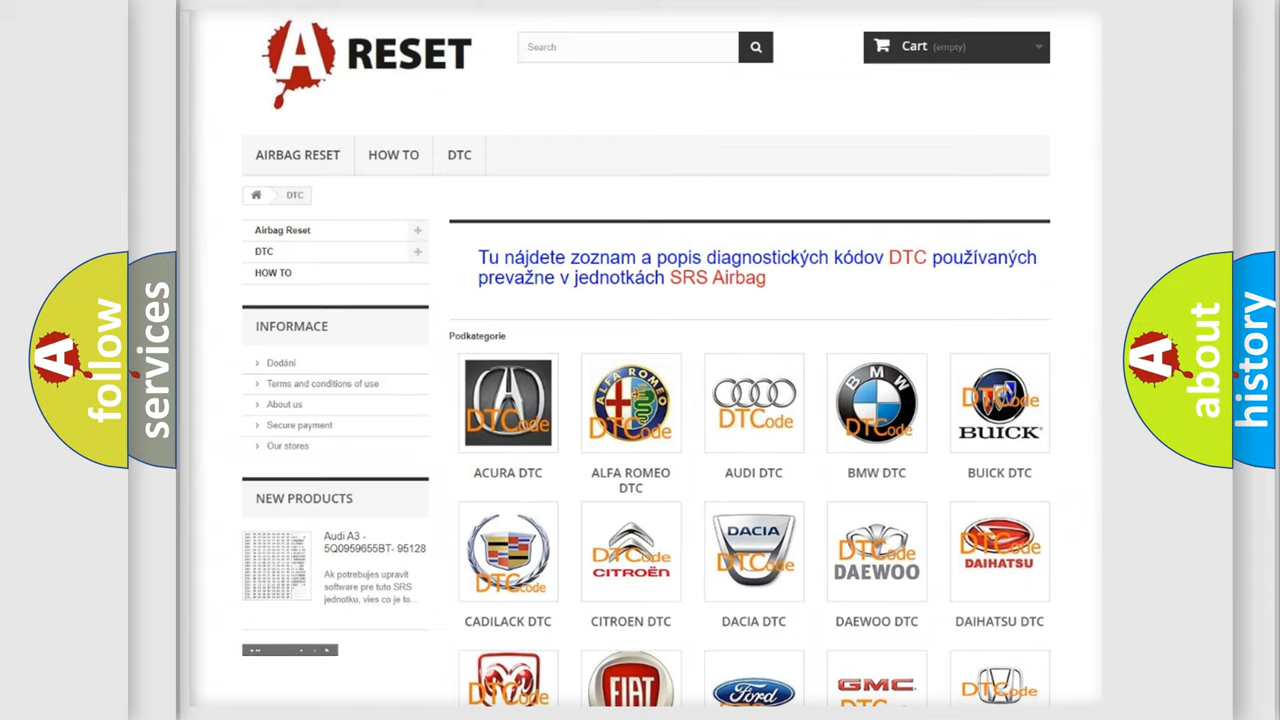 A RESET
Search
Cart (empty)
AIRBAG RESET
HOW TO
DTC
DTC
Airbag Reset
DTC
HOW TO
Tu nájdete zoznam a popis diagnostických kódov DTC používaných
prevažne v jednotkách SRS Airbag
INFORMACE
Dodání
Terms and conditions of use
About us
Secure payment
Our stores
NEW PRODUCTS
Audi A3 -
5Q0959655BT- 95128
Ak potrebujes upravit
software pre tuto SRS
jednotku, vies co je to...
Podkategorie
DTCode
ALFA ROMEO
DTCode
DTCode
BMW
DTCode
DTCode
BUICK
ACURA DTC
ALFA ROMEO
DTC
AUDI DTC
BMW DTC
BUICK DTC
DTCode
DTCode
CITROËN
DACIA
DTCode
DTCode
DAEWOO
DTCode
DAIHATSU
CADILACK DTC
CITROEN DTC
DACIA DTC
DAEWOO DTC
DAIHATSU DTC
DTCode
FIAT
Ford
GMC
DTCode
A follow
services
A about
history